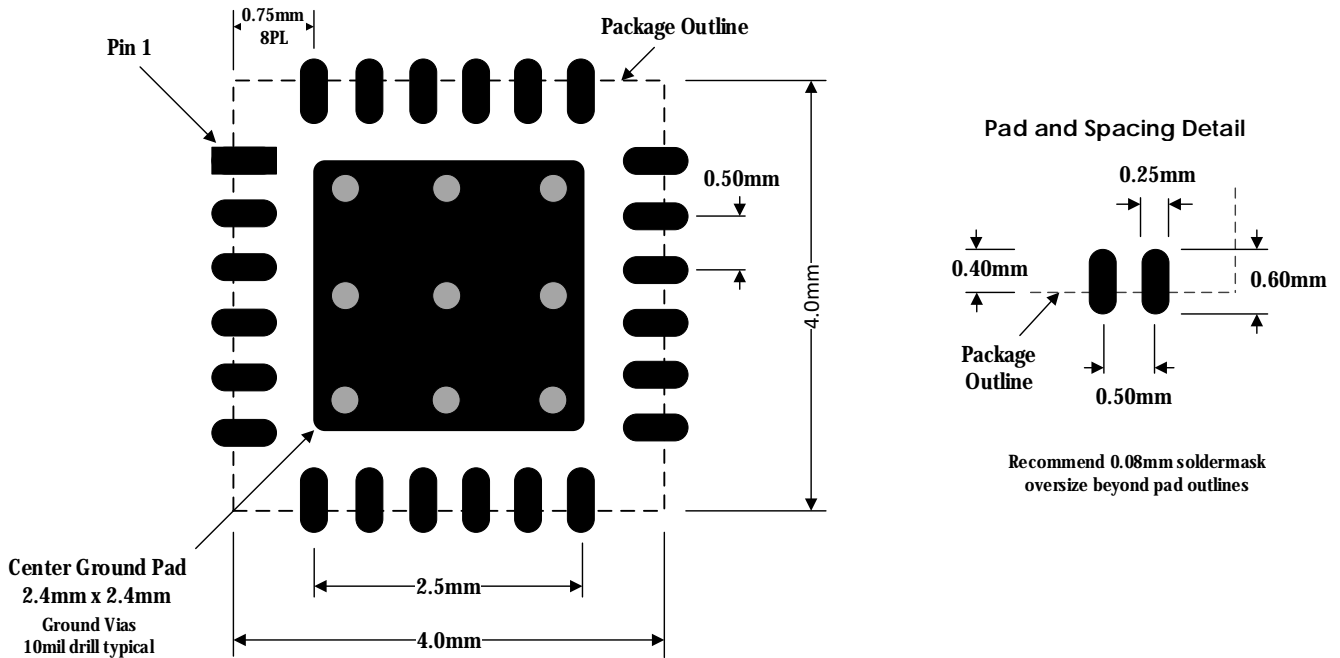 0.75mm
8PL
Package Outline
Pin 1
Pad and Spacing Detail
0.50mm
0.25mm
4.0mm
0.40mm
0.60mm
Package
Outline
0.50mm
Recommend 0.08mm soldermask
oversize beyond pad outlines
Center Ground Pad
2.4mm x 2.4mm
Ground Vias
10mil drill typical
2.5mm
4.0mm